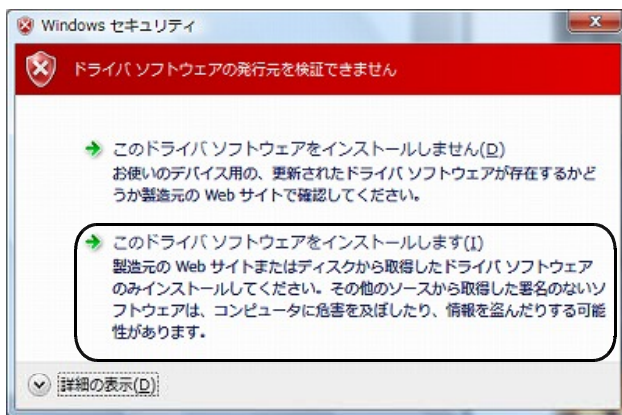 Windows セキュリティ
ドライバ ソフトウェアの発行元を検証できません
このドライバ ソフトウェアをインストールしません(D)
お使いのデバイス用の、更新されたドライバ ソフトウェアが存在するかど
うか製造元の Web サイトで確認してください。
このドライバ ソフトウェアをインストールします(I)
製造元の Web サイトまたはディスクから取得したドライバ ソフトウェア
のみインストールしてください。その他のソースから取得した署名のないソ
フトウェアは、コンピュータに危害を及ぼしたり、情報を盗んだりする可能
性があります。
詳細の表示(D)